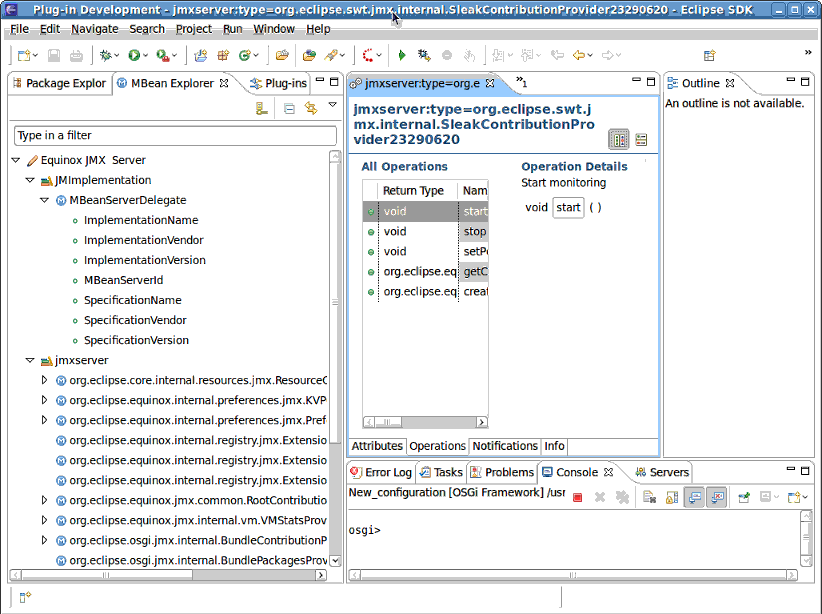 Plug-in Development - jmxserver:type=org.eclipse.swt.jmx.internal.SleakContributionProvider23290620 - Eclipse SDK
File Edit Navigate Search Project Run Window Help
Package Explor
MBean Explorer
Plug-ins
Type in a filter
Equinox JMX Server
JMImplementation
MBeanServerDelegate
ImplementationName
ImplementationVendor
ImplementationVersion
MBeanServerId
SpecificationName
SpecificationVendor
SpecificationVersion
jmxserver
org.eclipse.core.internal.resources.jmx.ResourceC
org.eclipse.equinox.internal.preferences.jmx.KVP
org.eclipse.equinox.internal.preferences.jmx.Pref
org.eclipse.equinox.internal.registry.jmx.Extensio
org.eclipse.equinox.internal.registry.jmx.Extensio
org.eclipse.equinox.internal.registry.jmx.Extensio
org.eclipse.equinox.jmx.common.RootContributio
org.eclipse.equinox.jmx.internal.vm.VMStatsProv
org.eclipse.osgi.jmx.internal.BundleContributionP
org.eclipse.osgi.jmx.internal.BundlePackagesProv
jmxserver:type=org.e
1
jmxserver:type=org.eclipse.swt.j
mx.internal.SleakContributionPro
vider23290620
All Operations
Return Type Nam
void start
void stop
void setPe
org.eclipse.eq getC
org.eclipse.eq creat
Operation Details
Start monitoring
void start ( )
Attributes Operations Notifications Info
Outline
An outline is not available.
Error Log Tasks Problems Console Servers
New_configuration [OSGi Framework] /usr
osgi>